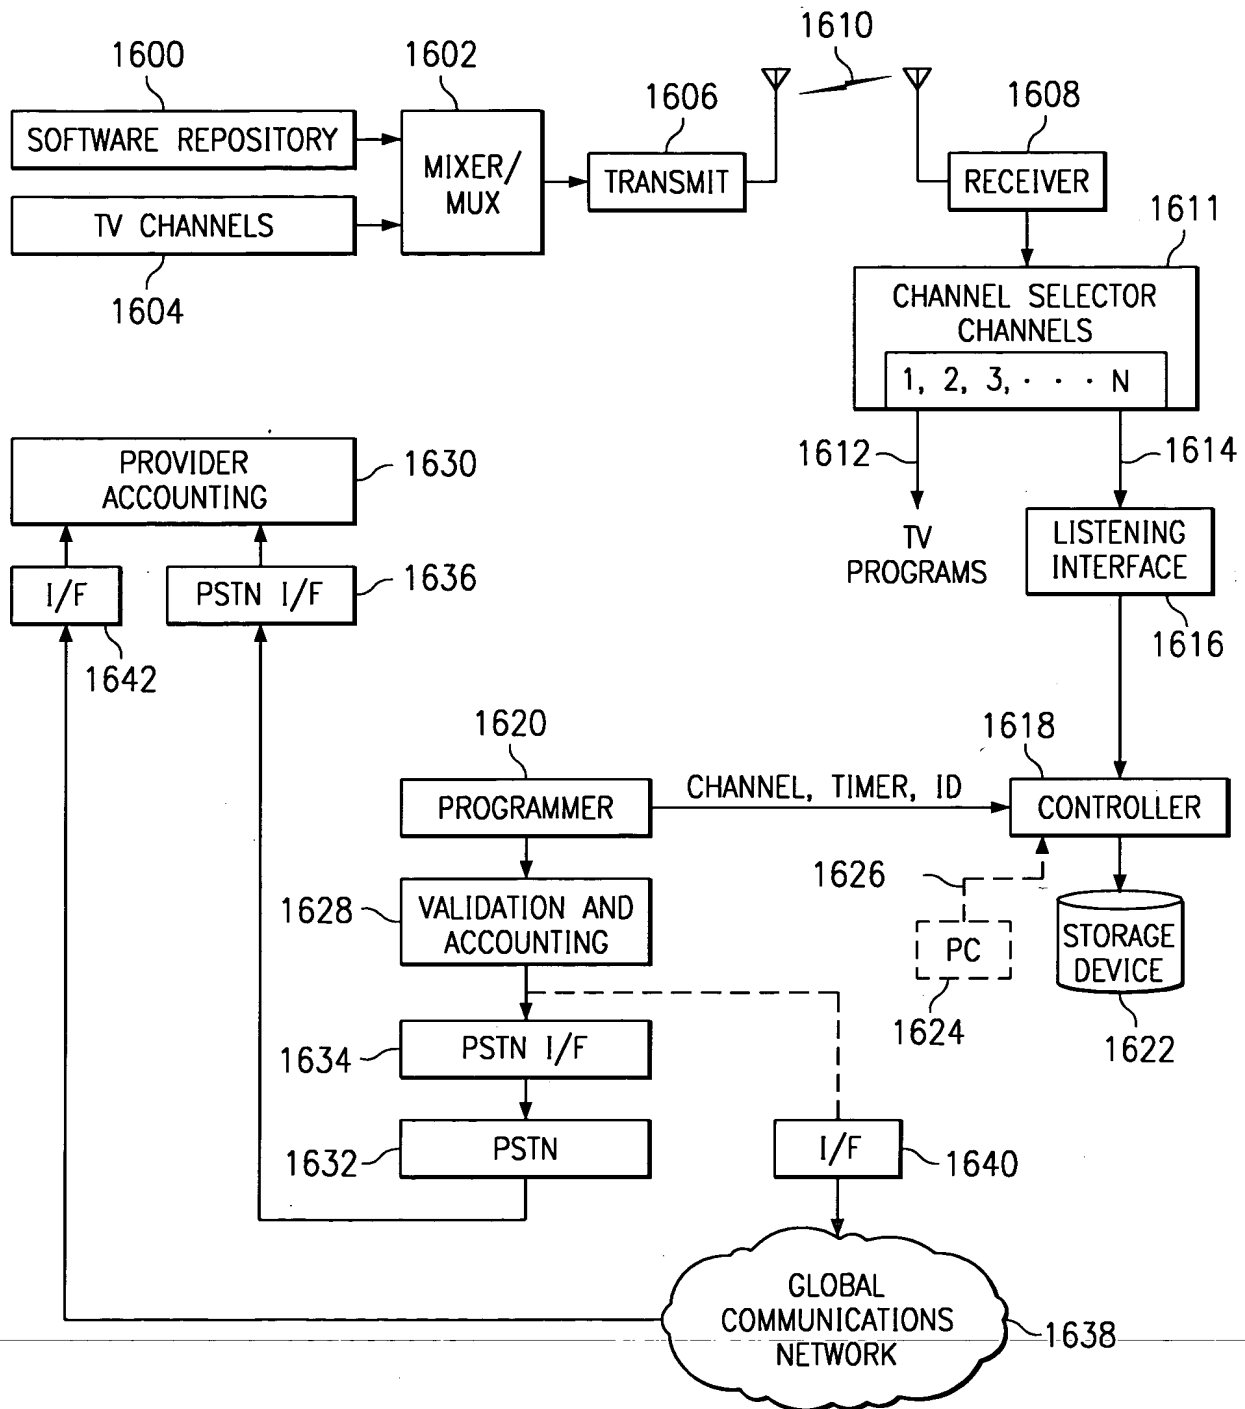 1600
1602
1610
1606
1608
SOFTWARE REPOSITORY
MIXER/
MUX
TRANSMIT
RECEIVER
TV CHANNELS
1604
1611
CHANNEL SELECTOR
CHANNELS
1, 2, 3, · · · N
1612
1614
TV
PROGRAMS
LISTENING
INTERFACE
1616
PROVIDER
ACCOUNTING
1630
I/F
PSTN I/F
1636
1642
1620
1618
PROGRAMMER
CHANNEL, TIMER, ID
CONTROLLER
1628
VALIDATION AND
ACCOUNTING
1626
PC
1624
STORAGE
DEVICE
1622
1634
PSTN I/F
1632
PSTN
I/F
1640
GLOBAL
COMMUNICATIONS
NETWORK
1638